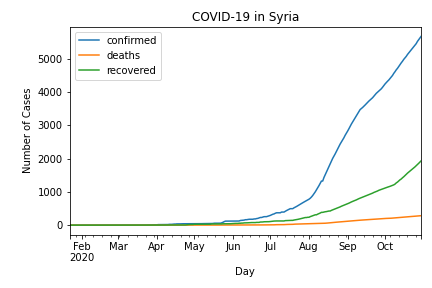 COVID-19 in Syria
confirmed
deaths
recovered
Number of Cases
5000
4000
3000
2000
1000
0
Feb Mar Apr May Jun Jul Aug Sep Oct
2020
Day